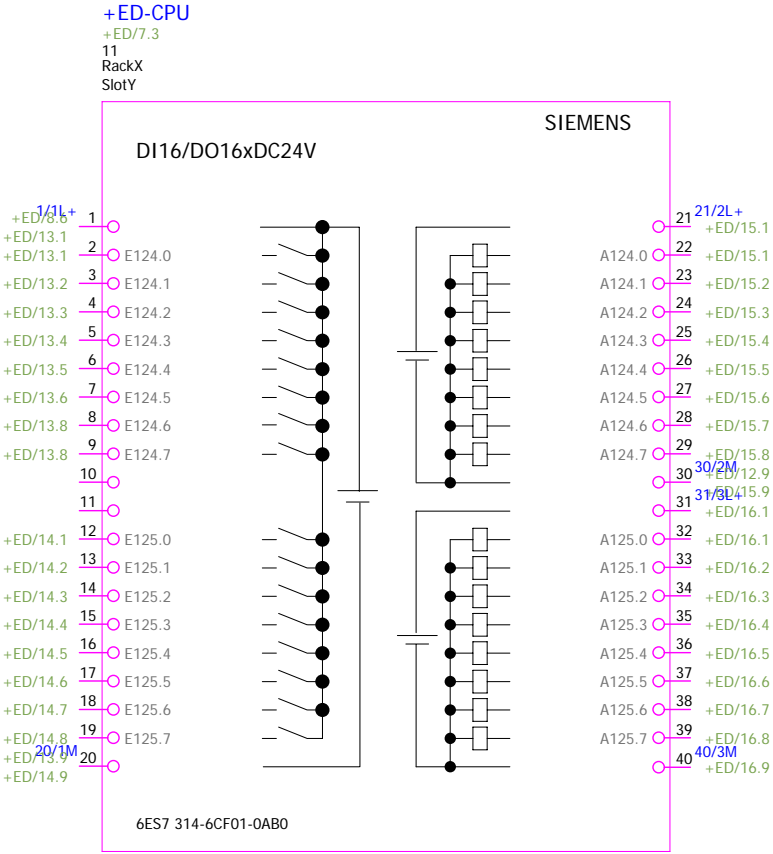 +ED-CPU
+ED/7.3
11
RackX
SlotY
SIEMENS
DI16/DO16xDC24V
1/1L+
+ED/8.6
+ED/13.1
1
21
21/2L+
+ED/15.1
+ED/13.1 2 E124.0
A124.0 22 +ED/15.1
+ED/13.2 3 E124.1
A124.1 23 +ED/15.2
+ED/13.3 4 E124.2
A124.2 24 +ED/15.3
+ED/13.4 5 E124.3
A124.3 25 +ED/15.4
+ED/13.5 6 E124.4
A124.4 26 +ED/15.5
+ED/13.6 7 E124.5
A124.5 27 +ED/15.6
+ED/13.8 8 E124.6
A124.6 28 +ED/15.7
+ED/13.8 9 E124.7
A124.7 29 +ED/15.8
10
30 30/2M
+ED/12.9
+ED/15.9
11
31 31/3L+
+ED/16.1
+ED/14.1 12 E125.0
A125.0 32 +ED/16.1
+ED/14.2 13 E125.1
A125.1 33 +ED/16.2
+ED/14.3 14 E125.2
A125.2 34 +ED/16.3
+ED/14.4 15 E125.3
A125.3 35 +ED/16.4
+ED/14.5 16 E125.4
A125.4 36 +ED/16.5
+ED/14.6 17 E125.5
A125.5 37 +ED/16.6
+ED/14.7 18 E125.6
A125.6 38 +ED/16.7
+ED/14.8 19 E125.7
A125.7 39 +ED/16.8
20/1M 20
+ED/13.9
+ED/14.9
40 40/3M
+ED/16.9
6ES7 314-6CF01-0AB0